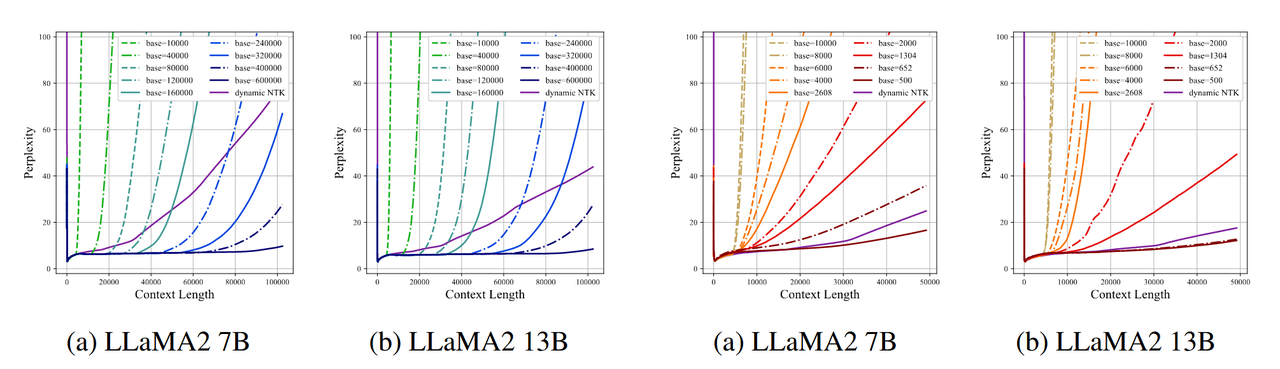 100
80
60
40
20
0
Perplexity
0 20000 40000 60000 80000 100000
Context Length
base=10000
base=40000
base=80000
base=120000
base=160000
base=240000
base=320000
base=400000
base=600000
dynamic NTK
(a) LLaMA2 7B
100
80
60
40
20
0
Perplexity
0 20000 40000 60000 80000 100000
Context Length
base=10000
base=40000
base=80000
base=120000
base=160000
base=240000
base=320000
base=400000
base=600000
dynamic NTK
(b) LLaMA2 13B
100
80
60
40
20
0
Perplexity
0 10000 20000 30000 40000 50000
Context Length
base=10000
base=8000
base=6000
base=4000
base=2608
base=2000
base=1304
base=652
base=500
dynamic NTK
(a) LLaMA2 7B
100
80
60
40
20
0
Perplexity
0 10000 20000 30000 40000 50000
Context Length
base=10000
base=8000
base=6000
base=4000
base=2608
base=2000
base=1304
base=652
base=500
dynamic NTK
(b) LLaMA2 13B